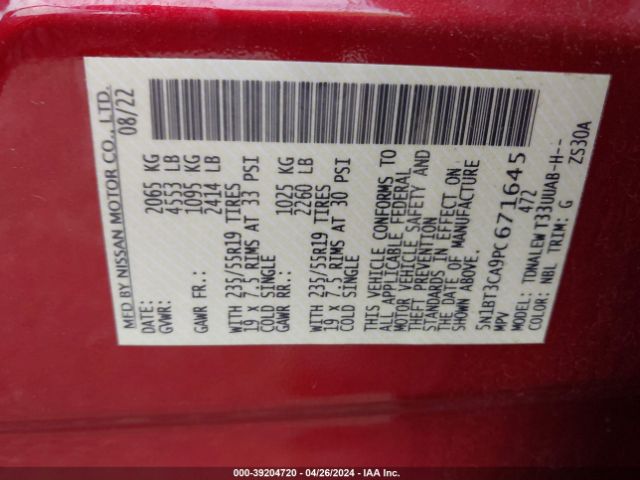 MFD BY NISSAN MOTOR CO., LTD.
DATE: 08/22
GVWR: 2065 KG
4553 LB
GAWR FR.: 1095 KG
2414 LB
WITH 235/55R19 TIRES
19 X 7.5 RIMS AT 33 PSI
COLD SINGLE
GAWR RR.: 1025 KG
2260 LB
WITH 235/55R19 TIRES
19 X 7.5 RIMS AT 30 PSI
COLD SINGLE
THIS VEHICLE CONFORMS TO
ALL APPLICABLE FEDERAL
MOTOR VEHICLE SAFETY AND
THEFT PREVENTION
STANDARDS IN EFFECT ON
THE DATE OF MANUFACTURE
SHOWN ABOVE.
5N1BT3CA9PC671645
MPV 472
MODEL: TDNALEWT33UUAB-H--
COLOR: NBL TRIM: G ZS30A
000-39204720 - 04/26/2024 - IAA Inc.